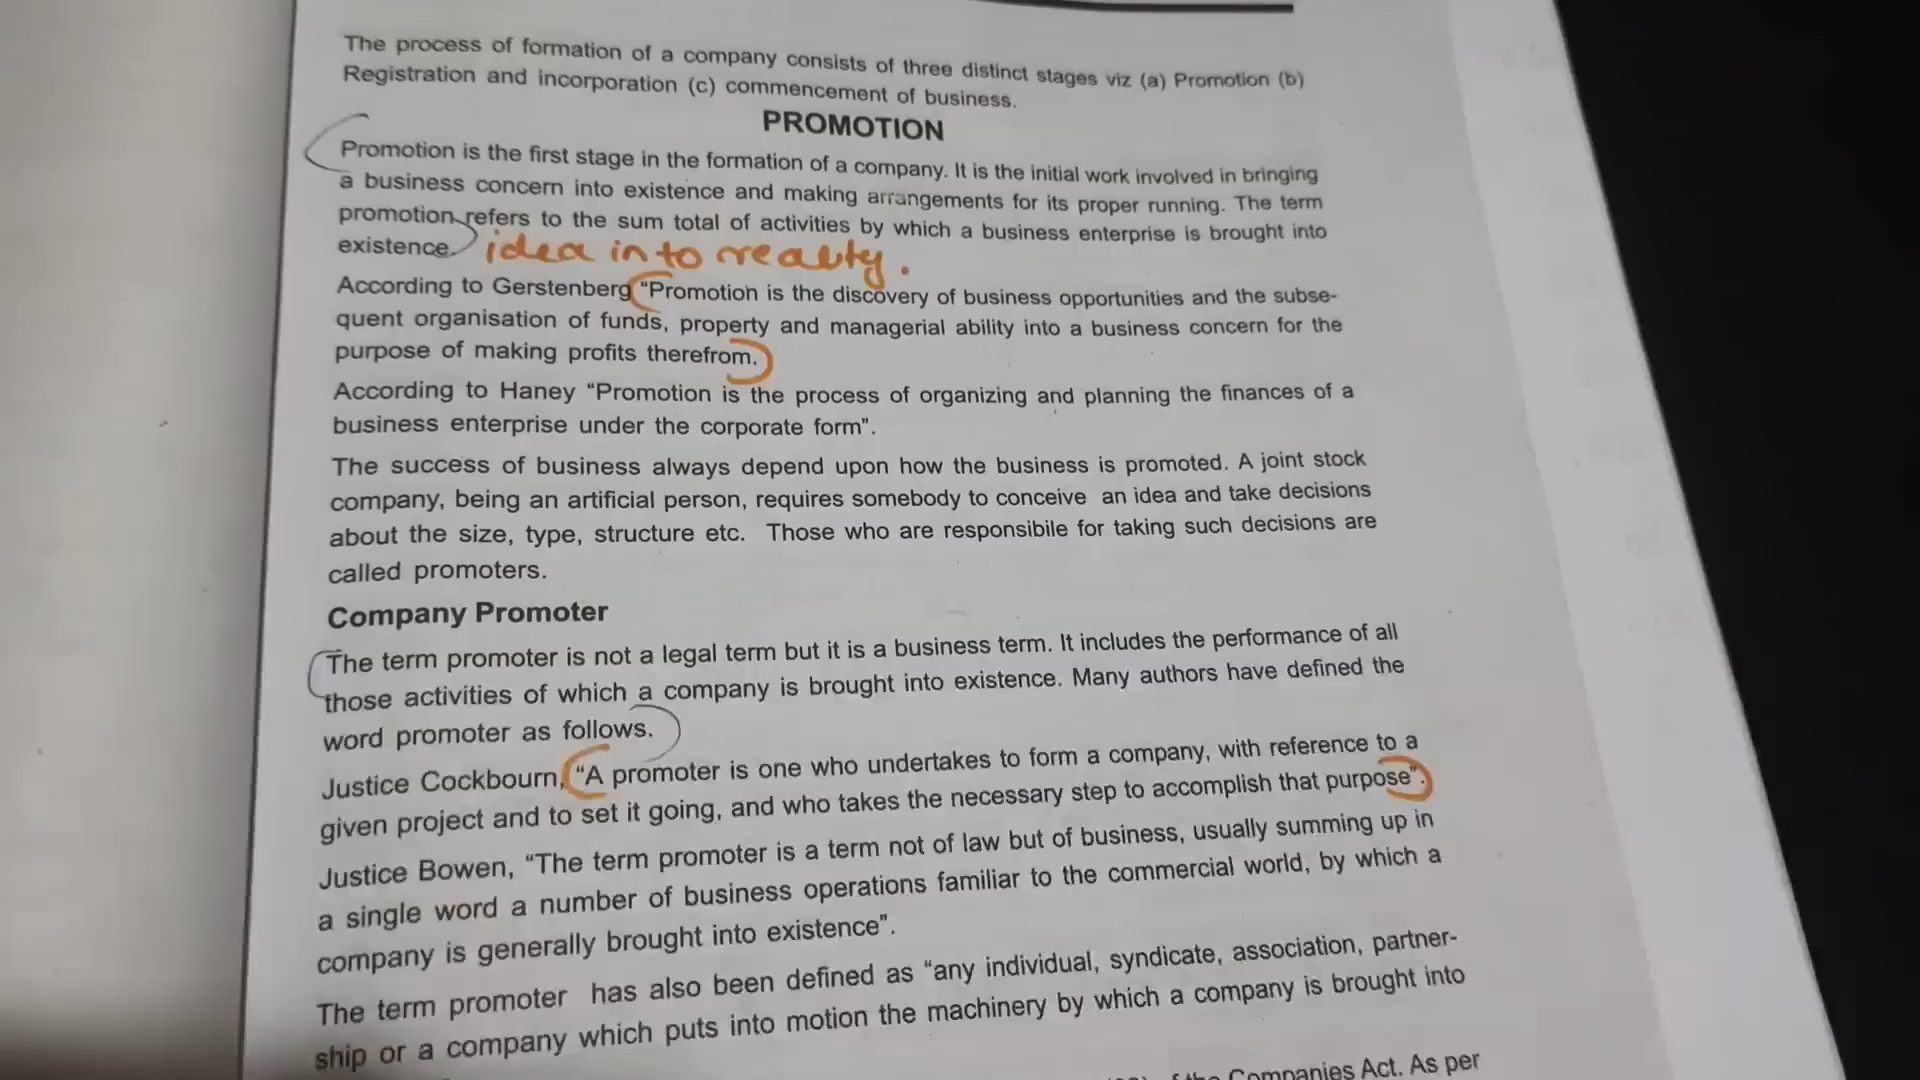 The process of formation of a company consists of three distinct stages viz (a) Promotion (b)
Registration and incorporation (c) commencement of business.
PROMOTION
Promotion is the first stage in the formation of a company. It is the initial work involved in bringing
a business concern into existence and making arrangements for its proper running. The term
promotion refers to the sum total of activities by which a business enterprise is brought into
existence. idea into realty.
According to Gerstenberg “Promotion is the discovery of business opportunities and the subse-
quent organisation of funds, property and managerial ability into a business concern for the
purpose of making profits therefrom.
According to Haney “Promotion is the process of organizing and planning the finances of a
business enterprise under the corporate form”.
The success of business always depend upon how the business is promoted. A joint stock
company, being an artificial person, requires somebody to conceive an idea and take decisions
about the size, type, structure etc. Those who are responsibile for taking such decisions are
called promoters.
Company Promoter
The term promoter is not a legal term but it is a business term. It includes the performance of all
those activities of which a company is brought into existence. Many authors have defined the
word promoter as follows.
Justice Cockbourn, “A promoter is one who undertakes to form a company, with reference to a
given project and to set it going, and who takes the necessary step to accomplish that purpose”.
Justice Bowen, “The term promoter is a term not of law but of business, usually summing up in
a single word a number of business operations familiar to the commercial world, by which a
company is generally brought into existence”.
The term promoter has also been defined as “any individual, syndicate, association, partner-
ship or a company which puts into motion the machinery by which a company is brought into
of the Companies Act. As per